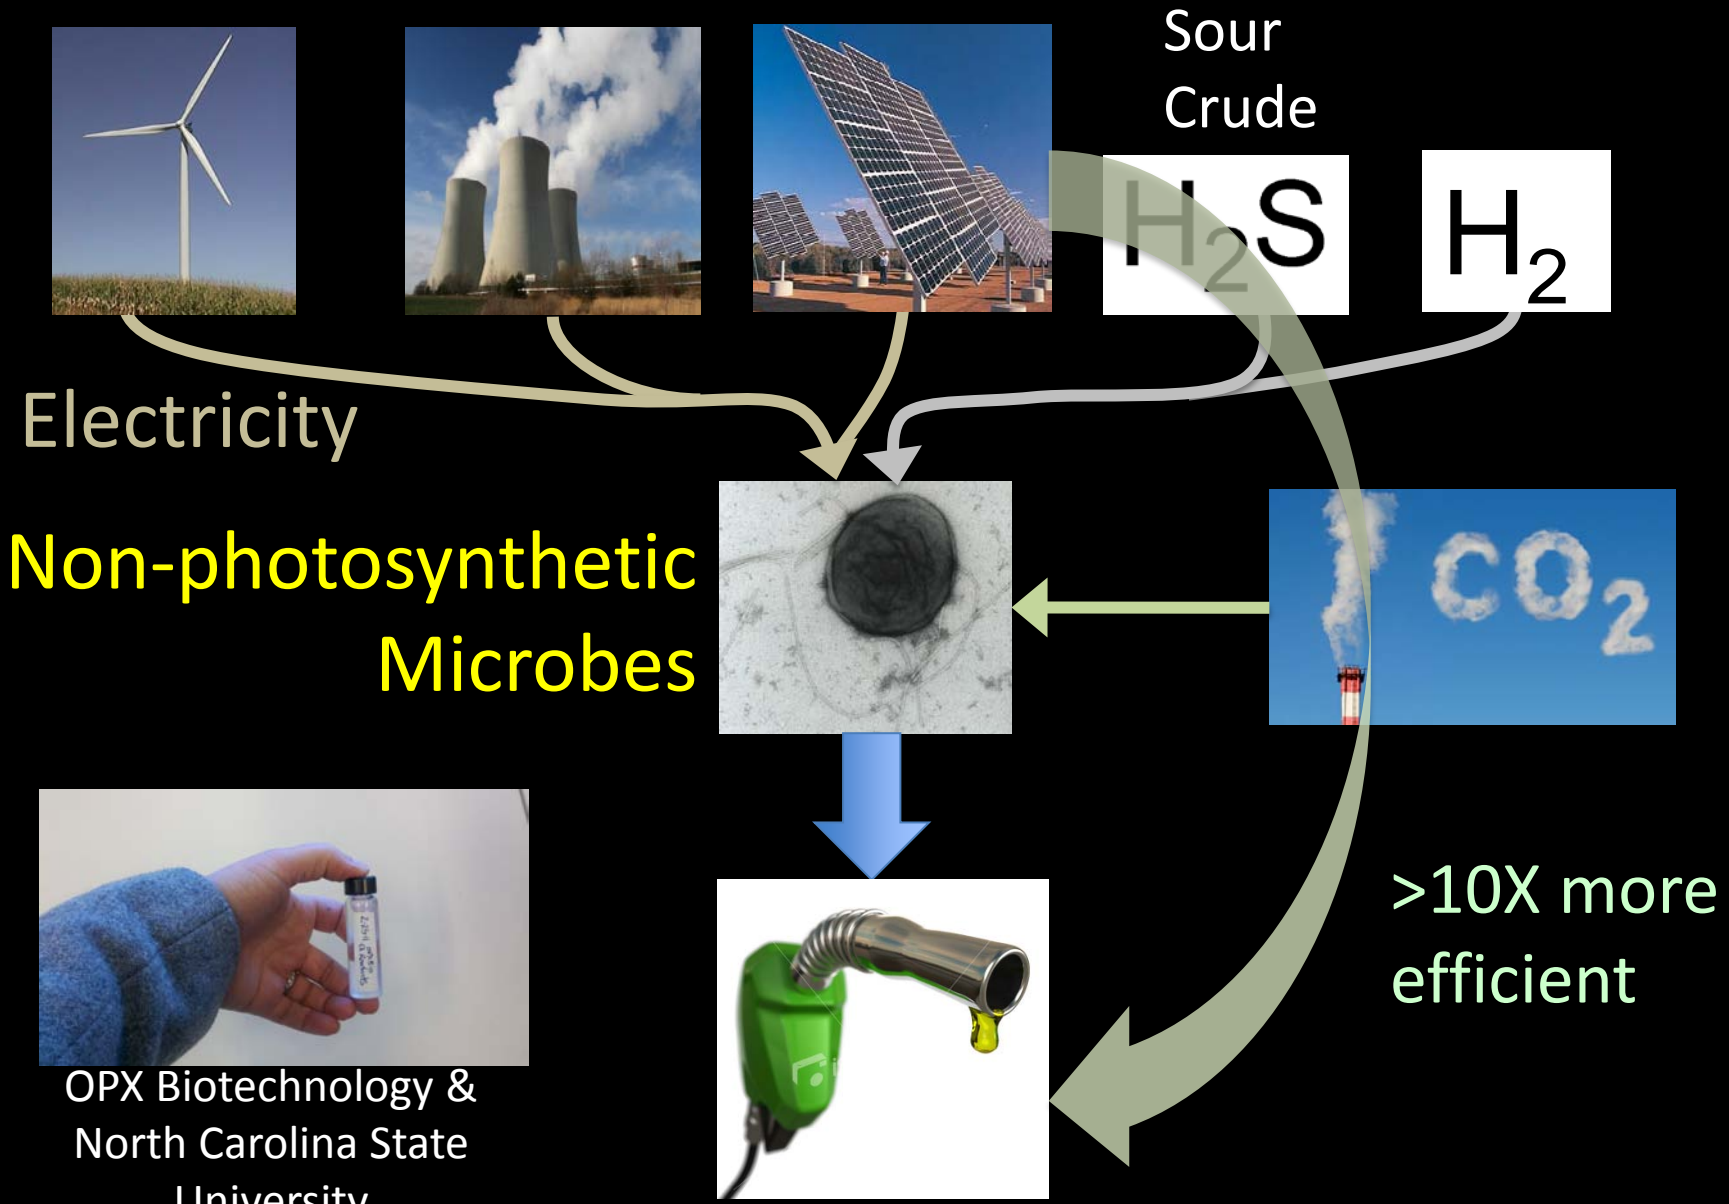 Sour
Crude
H2S
H2
Electricity
Non-photosynthetic
Microbes
CO2
>10X more
efficient
OPX Biotechnology &
North Carolina State
University